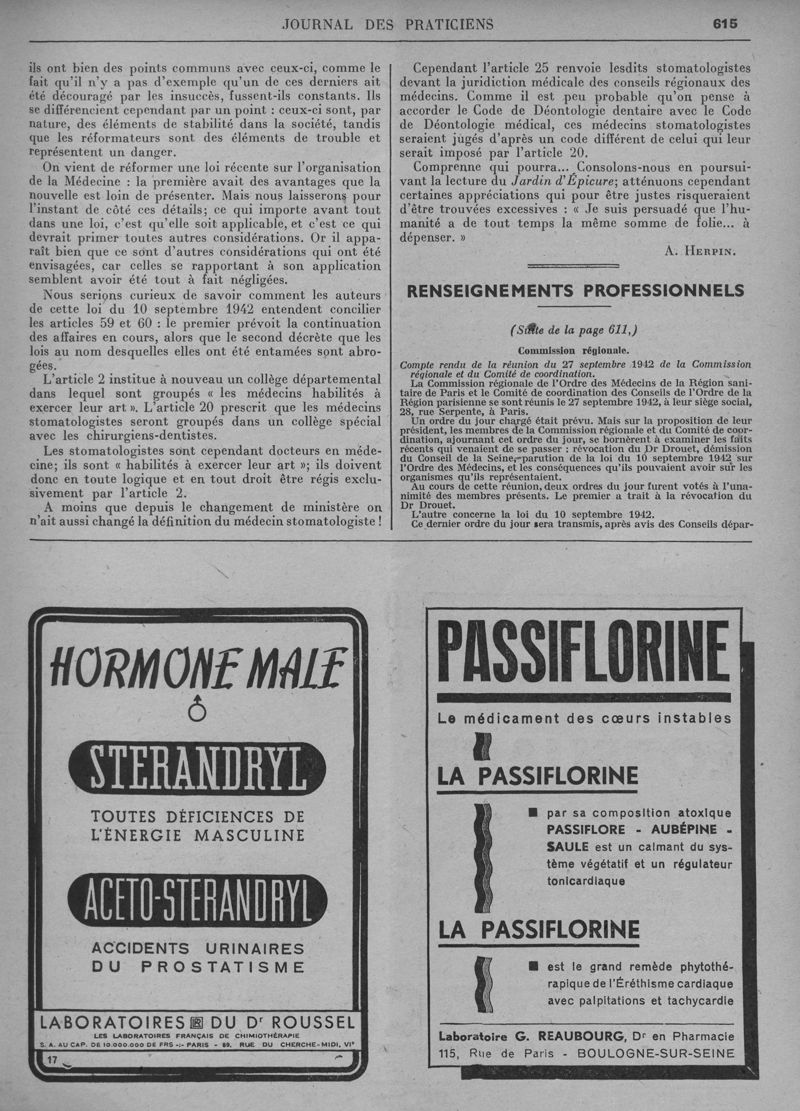 JOURNAL DES PRATICIENS 615
ils ont bien des points communs avec ceux-ci, comme le
fait qu'il n'y a pas d'exemple qu'un de ces derniers ait
été découragé par les insuccès, fussent-ils constants. Ils
se différencient cependant par un point : ceux-ci sont, par
nature, des éléments de stabilité dans la société, tandis
que les réformateurs sont des éléments de trouble et
représentent un danger.
On vient de réformer une loi récente sur l'organisation
de la Médecine : la première avait des avantages que la
nouvelle est loin de présenter. Mais nous laisserons pour
l'instant de côté ces détails; ce qui importe avant tout
dans une loi, c'est qu'elle soit applicable, et c'est ce qui
devrait primer toutes autres considérations. Or il appa-
raît bien que ce sont d'autres considérations qui ont été
envisagées, car celles se rapportant à son application
semblent avoir été tout à fait négligées.
Nous serions curieux de savoir comment les auteurs
de cette loi du 10 septembre 1942 entendent concilier
les articles 59 et 60 : le premier prévoit la continuation
des affaires en cours, alors que le second décrète que les
lois au nom desquelles elles ont été entamées sont abro-
gées.
L'article 2 institue à nouveau un collège départemental
dans lequel sont groupés « les médecins habilités à
exercer leur art ». L'article 20 prescrit que les médecins
stomatologistes seront groupés dans un collège spécial
avec les chirurgiens-dentistes.
Les stomatologistes sont cependant docteurs en méde-
cine; ils sont « habilités à exercer leur art »; ils doivent
donc en toute logique et en tout droit être régis exclu-
sivement par l'article 2.
A moins que depuis le changement de ministère on
n'ait aussi changé la définition du médecin stomatologiste !
Cependant l'article 25 renvoie lesdits stomatologistes
devant la juridiction médicale des conseils régionaux des
médecins. Comme il est peu probable qu'on pense à
accorder le Code de Déontologie dentaire avec le Code
de Déontologie médical, ces médecins stomatologistes
seraient jugés d'après un code différent de celui qui leur
serait imposé par l'article 20.
Comprenne qui pourra... Consolons-nous en poursui-
vant la lecture du Jardin d'Épicure; atténuons cependant
certaines appréciations qui pour être justes risqueraient
d'être trouvées excessives : « Je suis persuadé que l'hu-
manité a de tout temps la même somme de folie... à
dépenser. »
A. HERPIN.
RENSEIGNEMENTS PROFESSIONNELS
(Suite de la page 611,)
Commission régionale.
Compte rendu de la réunion du 27 septembre 1942 de la Commission
régionale et du Comité de coordination.
La Commission régionale de l'Ordre des Médecins de la Région sani-
taire de Paris et le Comité de coordination des Conseils de l'Ordre de la
Région parisienne se sont réunis le 27 septembre 1942, à leur siège social,
28, rue Serpente, à Paris.
Un ordre du jour chargé était prévu. Mais sur la proposition de leur
président, les membres de la Commission régionale et du Comité de coor-
dination, ajournant cet ordre du jour, se bornèrent à examiner les faits
récents qui venaient de se passer : révocation du Dr Drouet, démission
du Conseil de la Seine, parution de la loi du 10 septembre 1942 sur
l'Ordre des Médecins, et les conséquences qu'ils pouvaient avoir sur les
organismes qu'ils représentaient.
Au cours de cette réunion, deux ordres du jour furent votés à l'una-
nimité des membres présents. Le premier a trait à la révocation du
Dr Drouet.
L'autre concerne la loi du 10 septembre 1942.
Ce dernier ordre du jour sera transmis, après avis des Conseils dépar-
HORMONE MALE
♂
STERANDRYL
TOUTES DÉFICIENCES DE
L'ÉNERGIE MASCULINE
ACETO-STERANDRYL
ACCIDENTS URINAIRES
DU PROSTATISME
LABORATOIRES DU Dr ROUSSEL
LES LABORATOIRES FRANÇAIS DE CHIMIOTHÉRAPIE
S. A. AU CAP. DE 10.000.000 DE FRS -:- PARIS - 89, RUE DU CHERCHE-MIDI, VIe
17
PASSIFLORINE
Le médicament des cœurs instables
LA PASSIFLORINE
■ par sa composition atoxique
PASSIFLORE - AUBÉPINE -
SAULE est un calmant du sys-
tème végétatif et un régulateur
tonicardiaque
LA PASSIFLORINE
■ est le grand remède phytothé-
rapique de l'Éréthisme cardiaque
avec palpitations et tachycardie
Laboratoire G. REAUBOURG, Dr en Pharmacie
115, Rue de Paris - BOULOGNE-SUR-SEINE